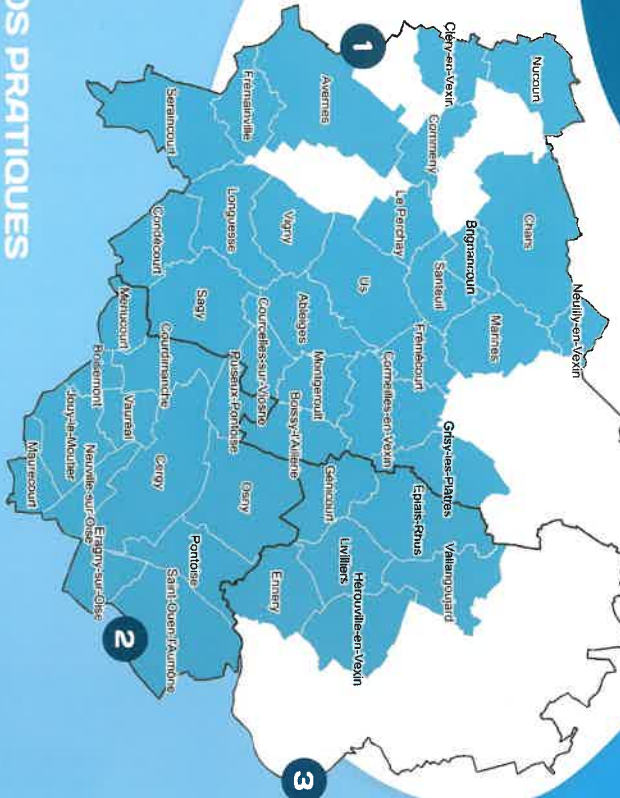 Neuilly-en-Vexin
Nucourt
Chars
Marines
Brignancourt
Cléry-en-Vexin
Grisy-les-Plâtres
Vallangoujard
Santeuil
Commeny
Frémécourt
Epiais-Rhus
Le Perchay
Cormeilles-en-Vexin
Us
1
Hérouville-en-Vexin
Livilliers
Génicourt
Avernes
Montgeroult
Ableiges
3
Boissy-l'Aillerie
Vigny
Ennery
Courcelles-sur-Viosne
Frémainville
Osny
Puiseux-Pontoise
Longuesse
Sagy
Pontoise
Seraincourt
Saint-Ouen-l'Aumône
Courdimanche
Cergy
Condécourt
Vauréal
2
Menucourt
Boisemont
Eragny-sur-Oise
Neuville-sur-Oise
Jouy-le-Moutier
Maurecourt
OS PRATIQUES